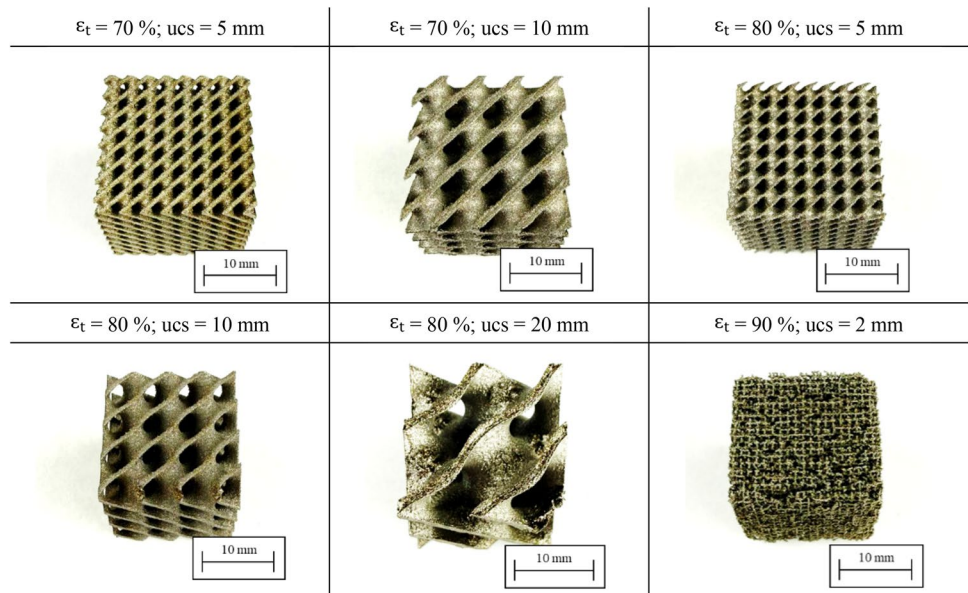 εt = 70 %; ucs = 5 mm
εt = 70 %; ucs = 10 mm
εt = 80 %; ucs = 5 mm
10 mm
10 mm
10 mm
εt = 80 %; ucs = 10 mm
εt = 80 %; ucs = 20 mm
εt = 90 %; ucs = 2 mm
10 mm
10 mm
10 mm